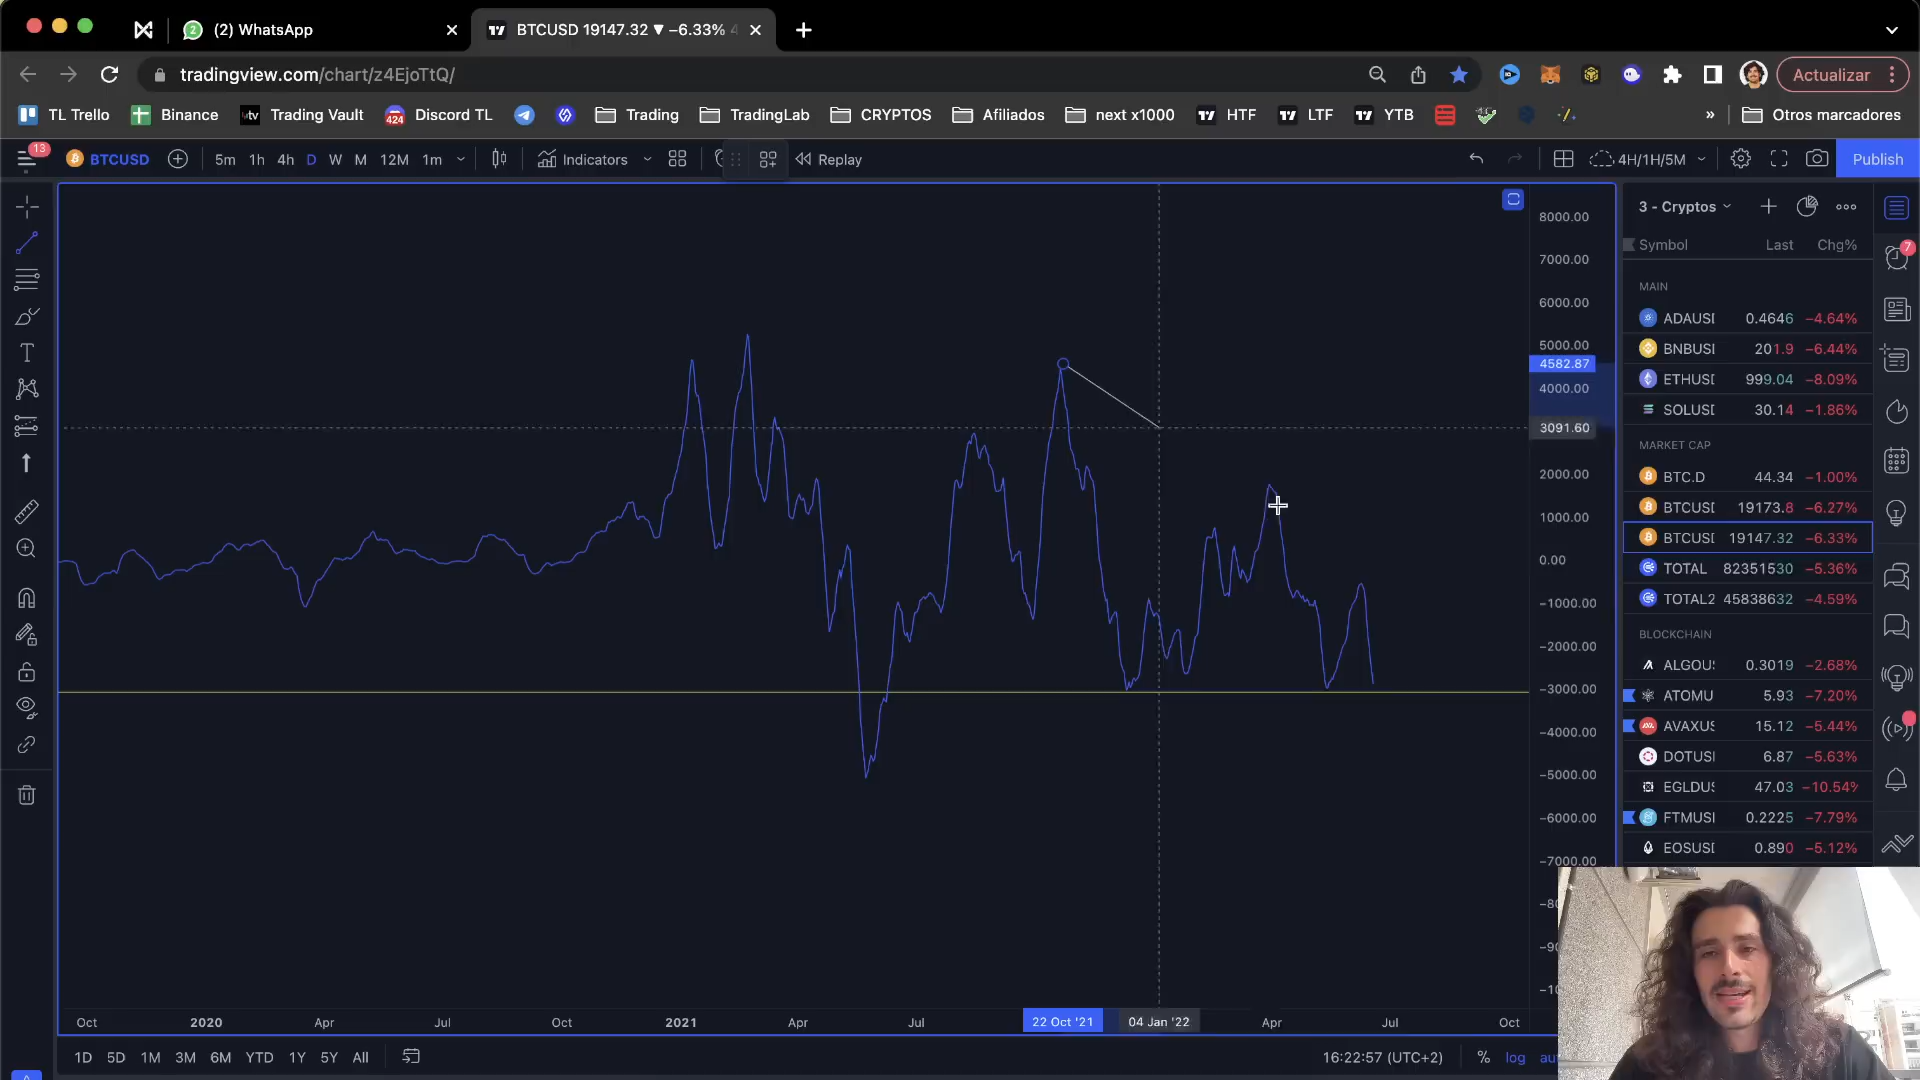 (2) WhatsApp
BTCUSD 19147.32 ▼ −6.33% 4
tradingview.com/chart/z4EjoTtQ/
Actualizar
TL Trello
Binance
tv Trading Vault
424 Discord TL
Trading
TradingLab
CRYPTOS
Afiliados
next x1000
HTF
LTF
YTB
»
Otros marcadores
13
BTCUSD
5m 1h 4h D W M 12M 1m
Indicators
Replay
4H/1H/5M
Publish
8000.00
7000.00
6000.00
5000.00
4582.87
4000.00
3091.60
2000.00
1000.00
0.00
−1000.00
−2000.00
−3000.00
−4000.00
−5000.00
−6000.00
−7000.00
Oct 2020 Apr Jul Oct 2021 Apr Jul 22 Oct '21 04 Jan '22 Apr Jul Oct
1D 5D 1M 3M 6M YTD 1Y 5Y All
16:22:57 (UTC+2) % log
3 - Cryptos
7
Symbol Last Chg%
MAIN
ADAUSI 0.4646 −4.64%
BNBUSI 201.9 −6.44%
ETHUSI 999.04 −8.09%
SOLUSI 30.14 −1.86%
MARKET CAP
BTC.D 44.34 −1.00%
BTCUSI 19173.8 −6.27%
BTCUSI 19147.32 −6.33%
TOTAL 82351530 −5.36%
TOTAL2 45838632 −4.59%
BLOCKCHAIN
ALGOU 0.3019 −2.68%
ATOMU 5.93 −7.20%
AVAXUS 15.12 −5.44%
DOTUSI 6.87 −5.63%
EGLDUS 47.03 −10.54%
FTMUSI 0.2225 −7.79%
EOSUSI 0.890 −5.12%